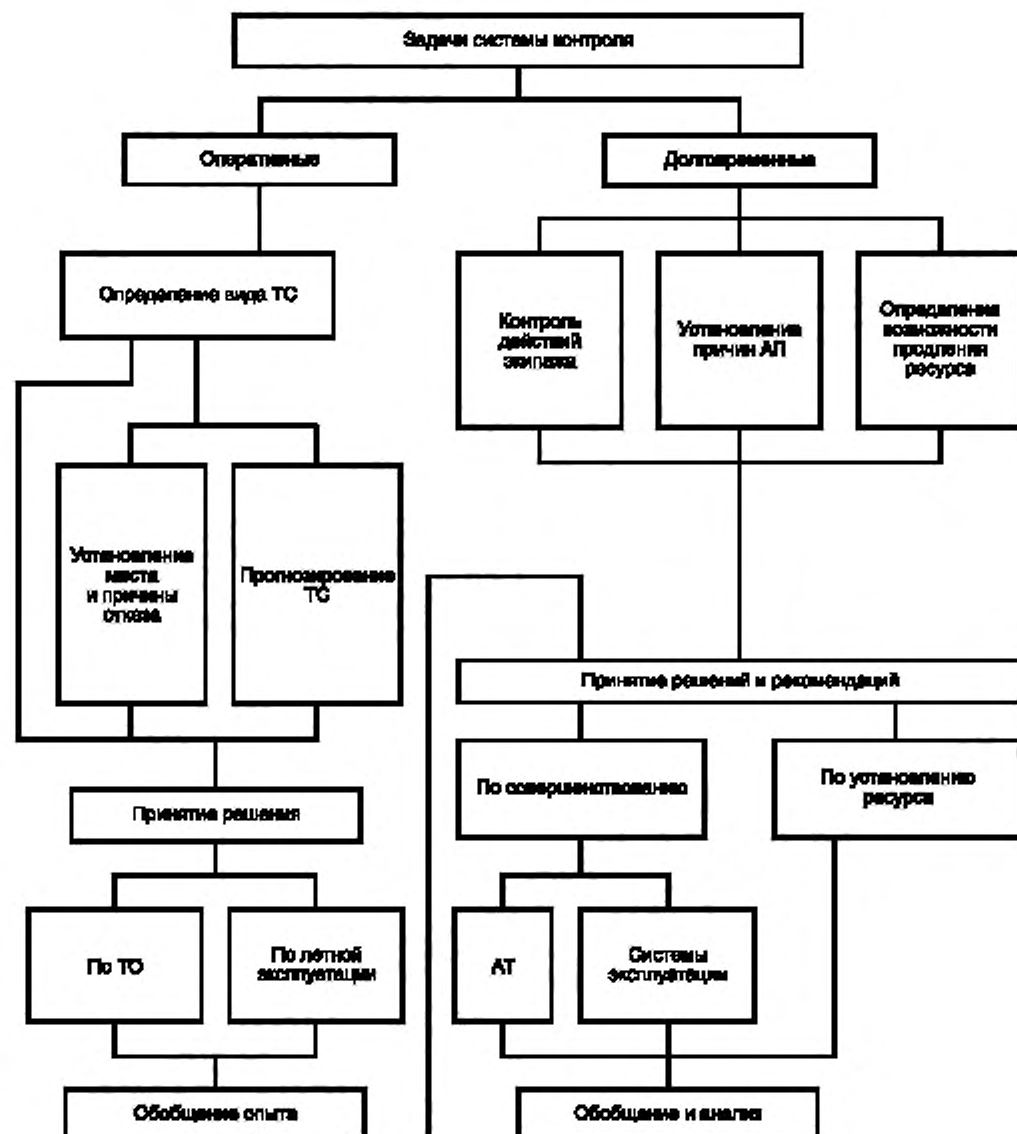 Задачи системы контроля
Оперативные
Долговременные
Определение вида ТС
Контроль
действий
экипажа
Установление
причин АП
Определение
возможности
продления
ресурса
Установление
места
и причины
отказа
Прогнозирование
ТС
Принятие решений и рекомендаций
По совершенствованию
По установлению
ресурса
Принятие решения
По ТО
По летной
эксплуатации
АТ
Системы
эксплуатации
Обобщение опыта
Обобщение и анализ